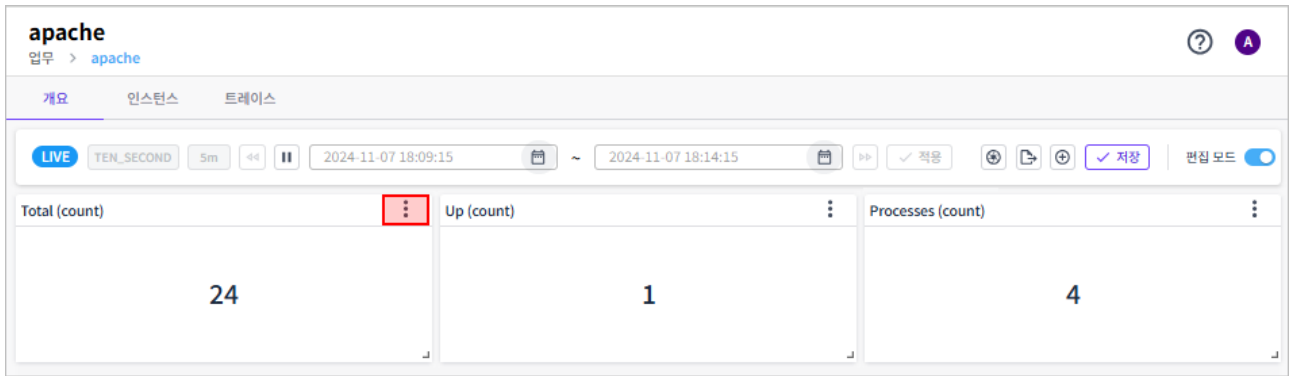 apache
업무 > apache
A
개요 인스턴스 트레이스
LIVE TEN_SECOND 5m 2024-11-07 18:09:15 ~ 2024-11-07 18:14:15 적용 저장 편집 모드
Total (count) Up (count) Processes (count)
24 1 4